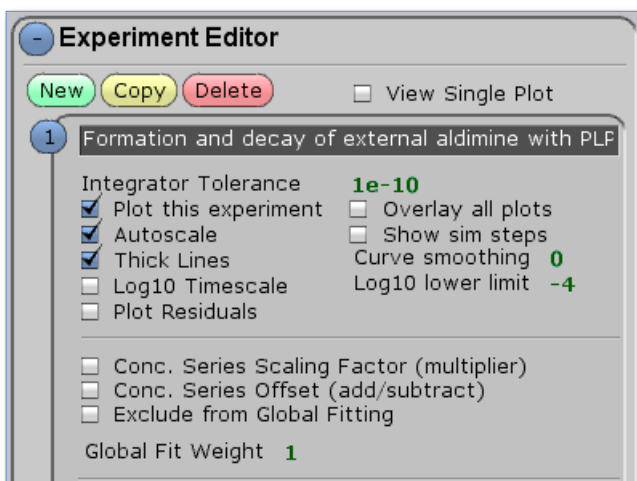 - Experiment Editor
New Copy Delete View Single Plot
1 Formation and decay of external aldimine with PLP
Integrator Tolerance 1e-10
Plot this experiment Overlay all plots
Autoscale Show sim steps
Thick Lines Curve smoothing 0
Log10 Timescale Log10 lower limit -4
Plot Residuals
Conc. Series Scaling Factor (multiplier)
Conc. Series Offset (add/subtract)
Exclude from Global Fitting
Global Fit Weight 1